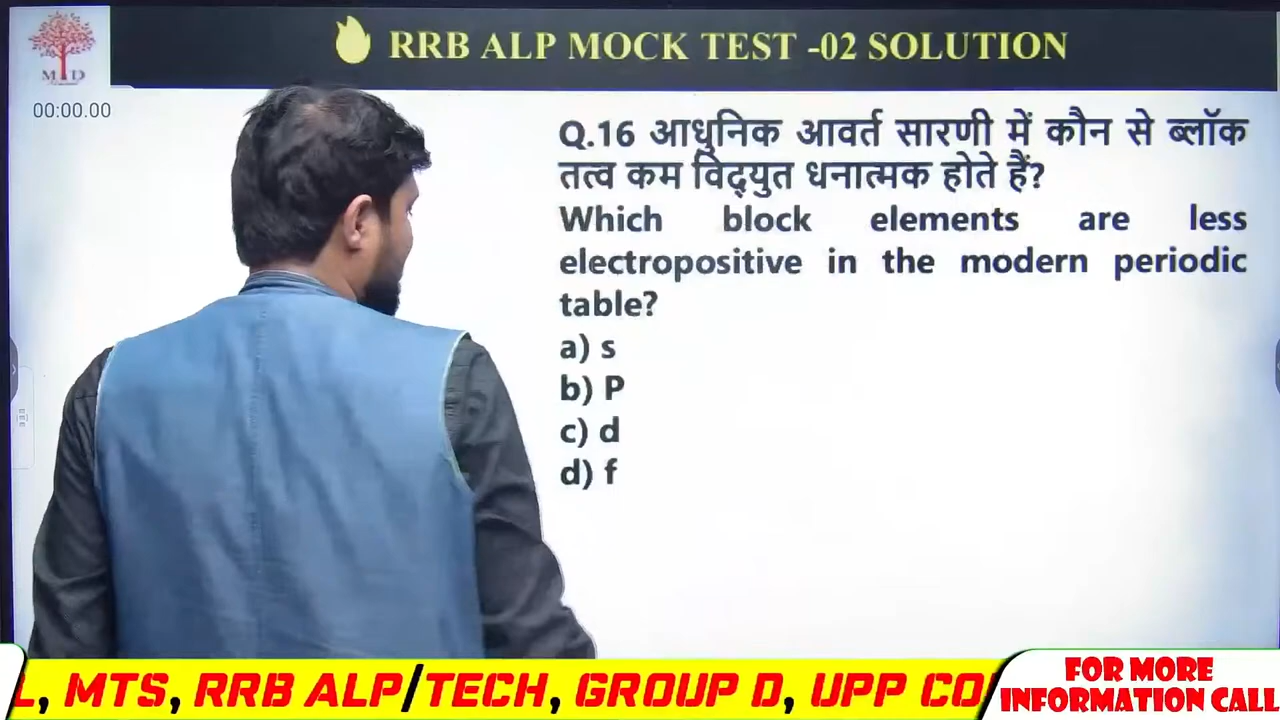 RRB ALP MOCK TEST -02 SOLUTION
M D
00:00.00
Q.16 आधुनिक आवर्त सारणी में कौन से ब्लॉक
तत्व कम विद्युत धनात्मक होते हैं?
Which block elements are less
electropositive in the modern periodic
table?
a) s
b) P
c) d
d) f
L, MTS, RRB ALP/TECH, GROUP D, UPP CO
FOR MORE
INFORMATION CALL